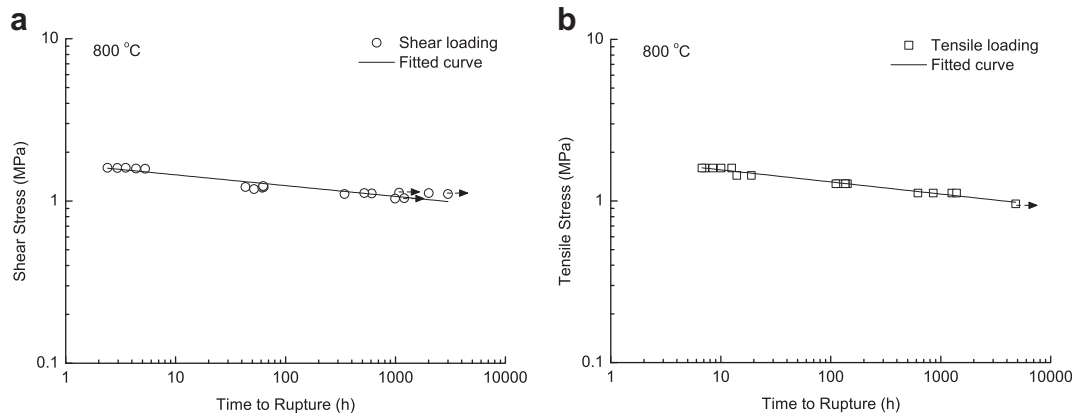 a
10
1
0.1
800 °C
Shear loading
Fitted curve
Shear Stress (MPa)
1
10
100
1000
10000
Time to Rupture (h)
b
10
1
0.1
800 °C
Tensile loading
Fitted curve
Tensile Stress (MPa)
1
10
100
1000
10000
Time to Rupture (h)